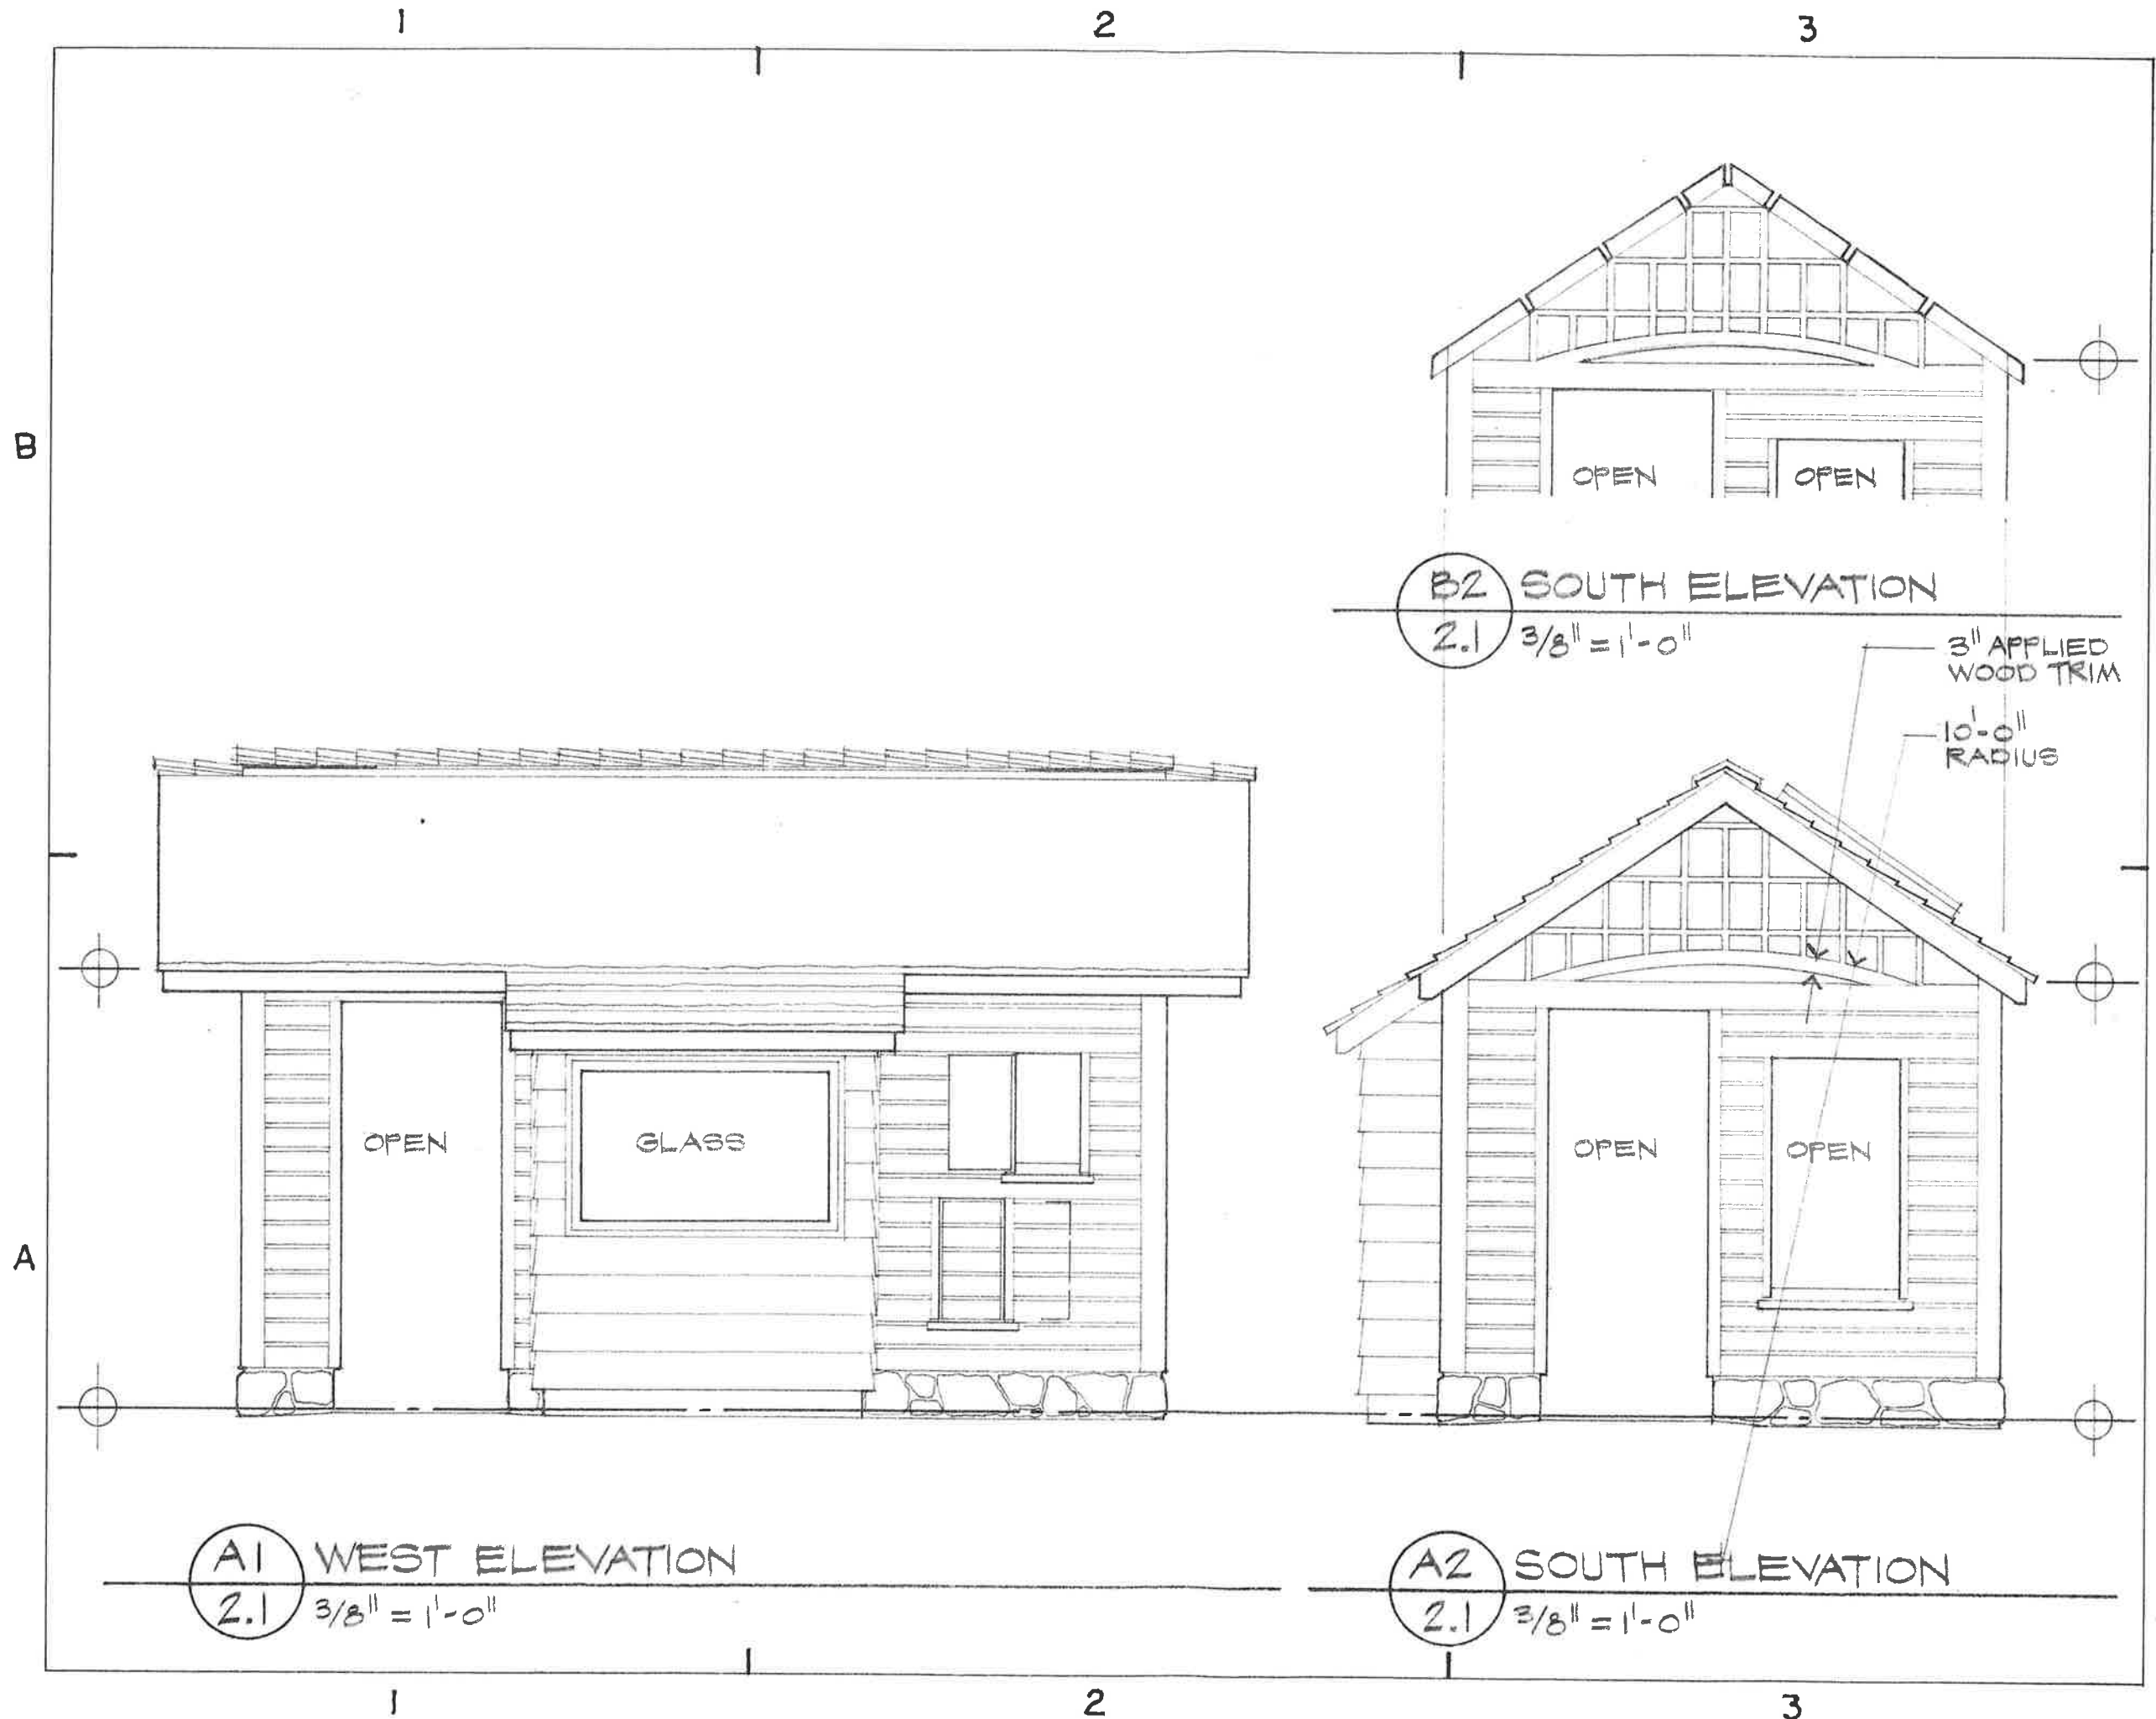 1 2 3
B
OPEN OPEN
B2 SOUTH ELEVATION
2.1 3/8" = 1'-0"
3" APPLIED
WOOD TRIM
10'-0"
RADIUS
A
OPEN GLASS OPEN OPEN
A1 WEST ELEVATION
2.1 3/8" = 1'-0"
A2 SOUTH ELEVATION
2.1 3/8" = 1'-0"
1 2 3